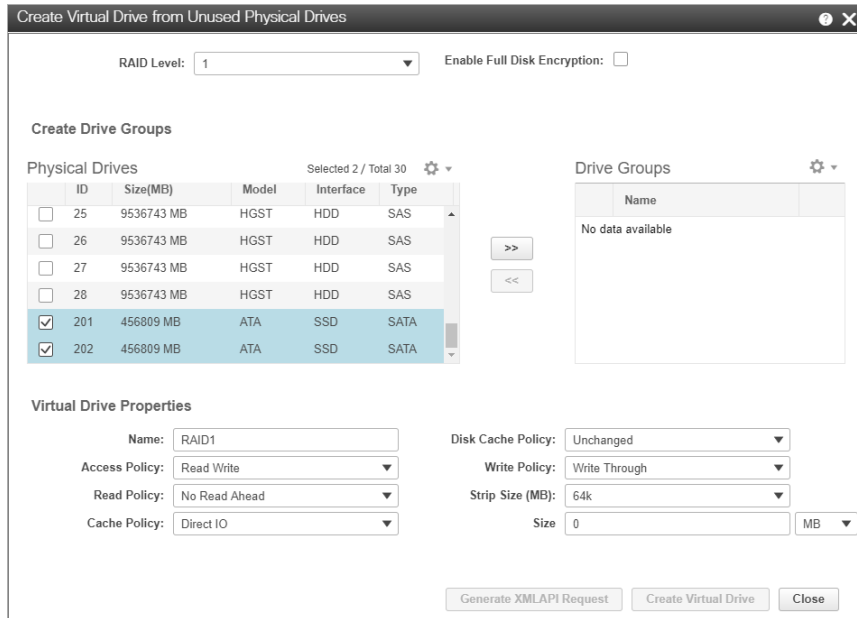 Create Virtual Drive from Unused Physical Drives
RAID Level: 1 Enable Full Disk Encryption:
Create Drive Groups
Physical Drives Selected 2 / Total 30 Drive Groups
ID Size(MB) Model Interface Type Name
25 9536743 MB HGST HDD SAS No data available
26 9536743 MB HGST HDD SAS
>>
27 9536743 MB HGST HDD SAS
<<
28 9536743 MB HGST HDD SAS
201 456809 MB ATA SSD SATA
202 456809 MB ATA SSD SATA
Virtual Drive Properties
Name: RAID1 Disk Cache Policy: Unchanged
Access Policy: Read Write Write Policy: Write Through
Read Policy: No Read Ahead Strip Size (MB): 64k
Cache Policy: Direct IO Size 0 MB
Generate XMLAPI Request Create Virtual Drive Close